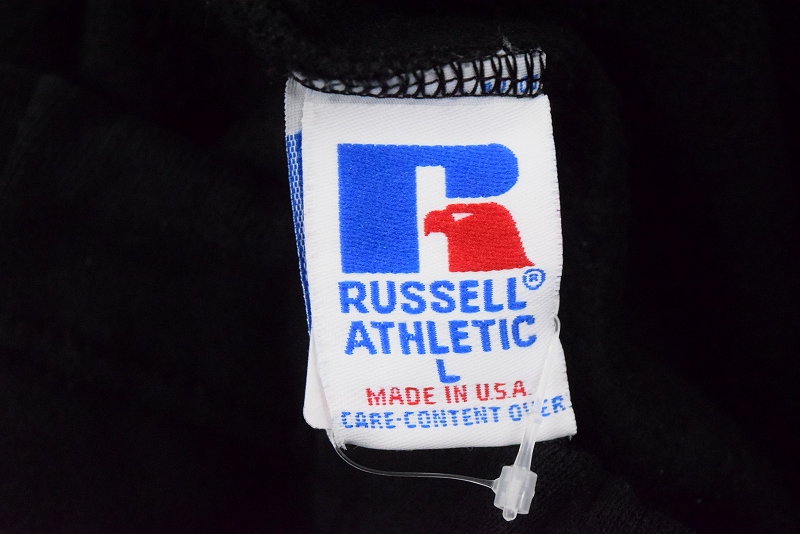 RUSSELL®
ATHLETIC
L
MADE IN U.S.A.
CARE-CONTENT OVER